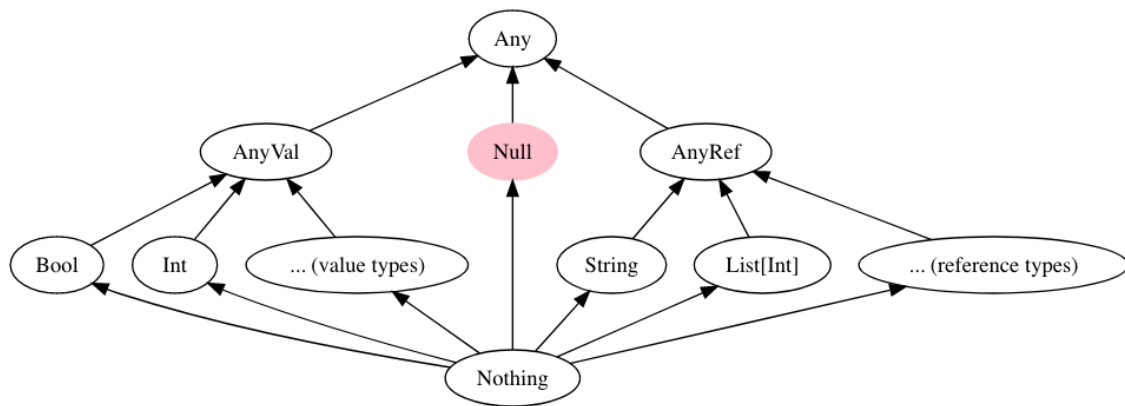 Any
AnyVal
Null
AnyRef
Bool
Int
... (value types)
String
List[Int]
... (reference types)
Nothing